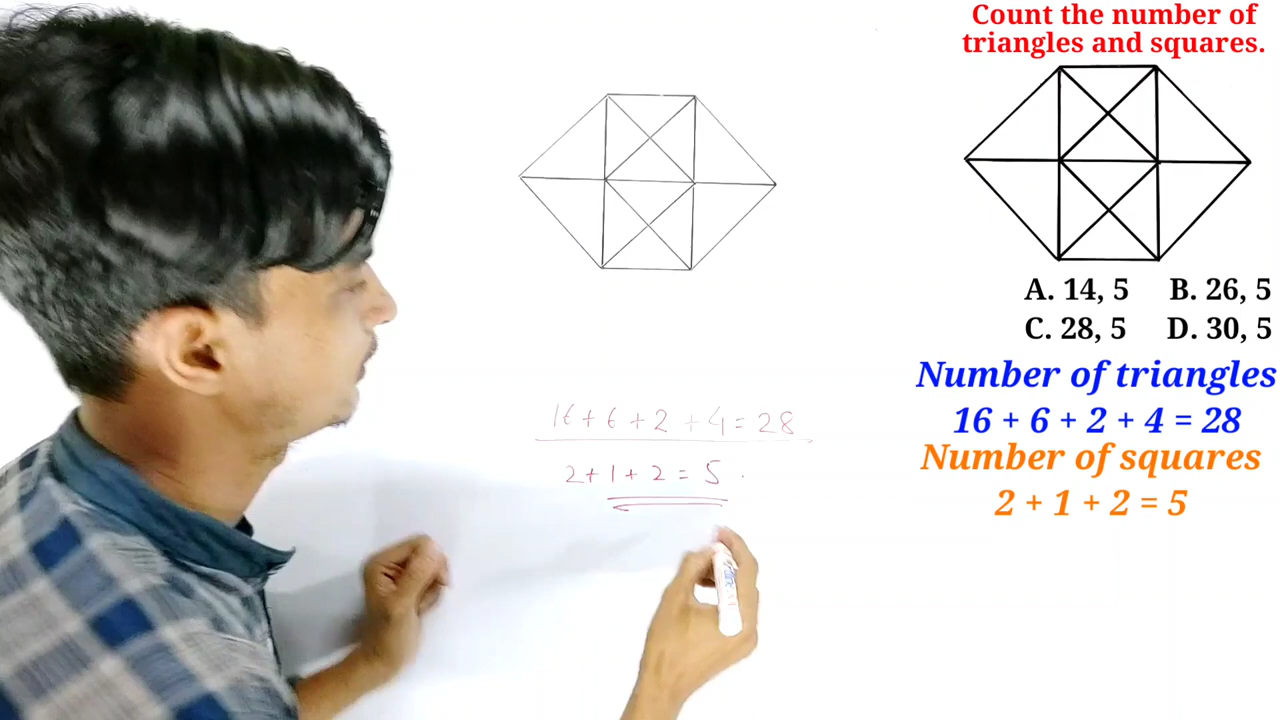 Count the number of
triangles and squares.
A. 14, 5 B. 26, 5
C. 28, 5 D. 30, 5
Number of triangles
16 + 6 + 2 + 4 = 28
Number of squares
2 + 1 + 2 = 5
16 + 6 + 2 + 4 = 28
2 + 1 + 2 = 5